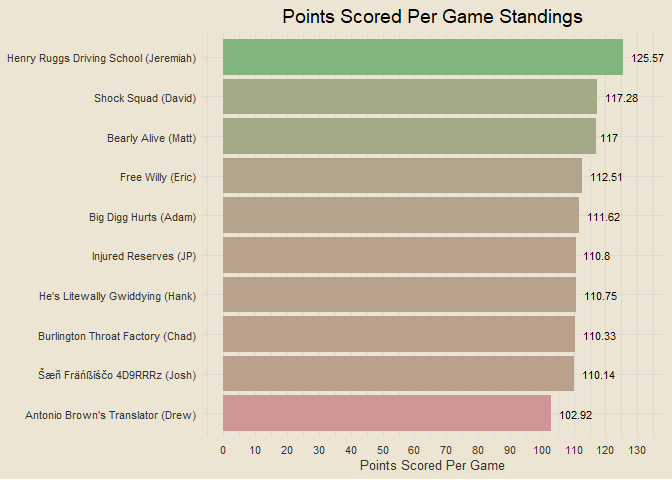 Points Scored Per Game Standings
Henry Ruggs Driving School (Jeremiah) 125.57
Shock Squad (David) 117.28
Bearly Alive (Matt) 117
Free Willy (Eric) 112.51
Big Digg Hurts (Adam) 111.62
Injured Reserves (JP) 110.8
He's Litewally Gwiddying (Hank) 110.75
Burlington Throat Factory (Chad) 110.33
Šæñ Fräńßïščo 4D9RRRz (Josh) 110.14
Antonio Brown's Translator (Drew) 102.92
0 10 20 30 40 50 60 70 80 90 100 110 120 130
Points Scored Per Game